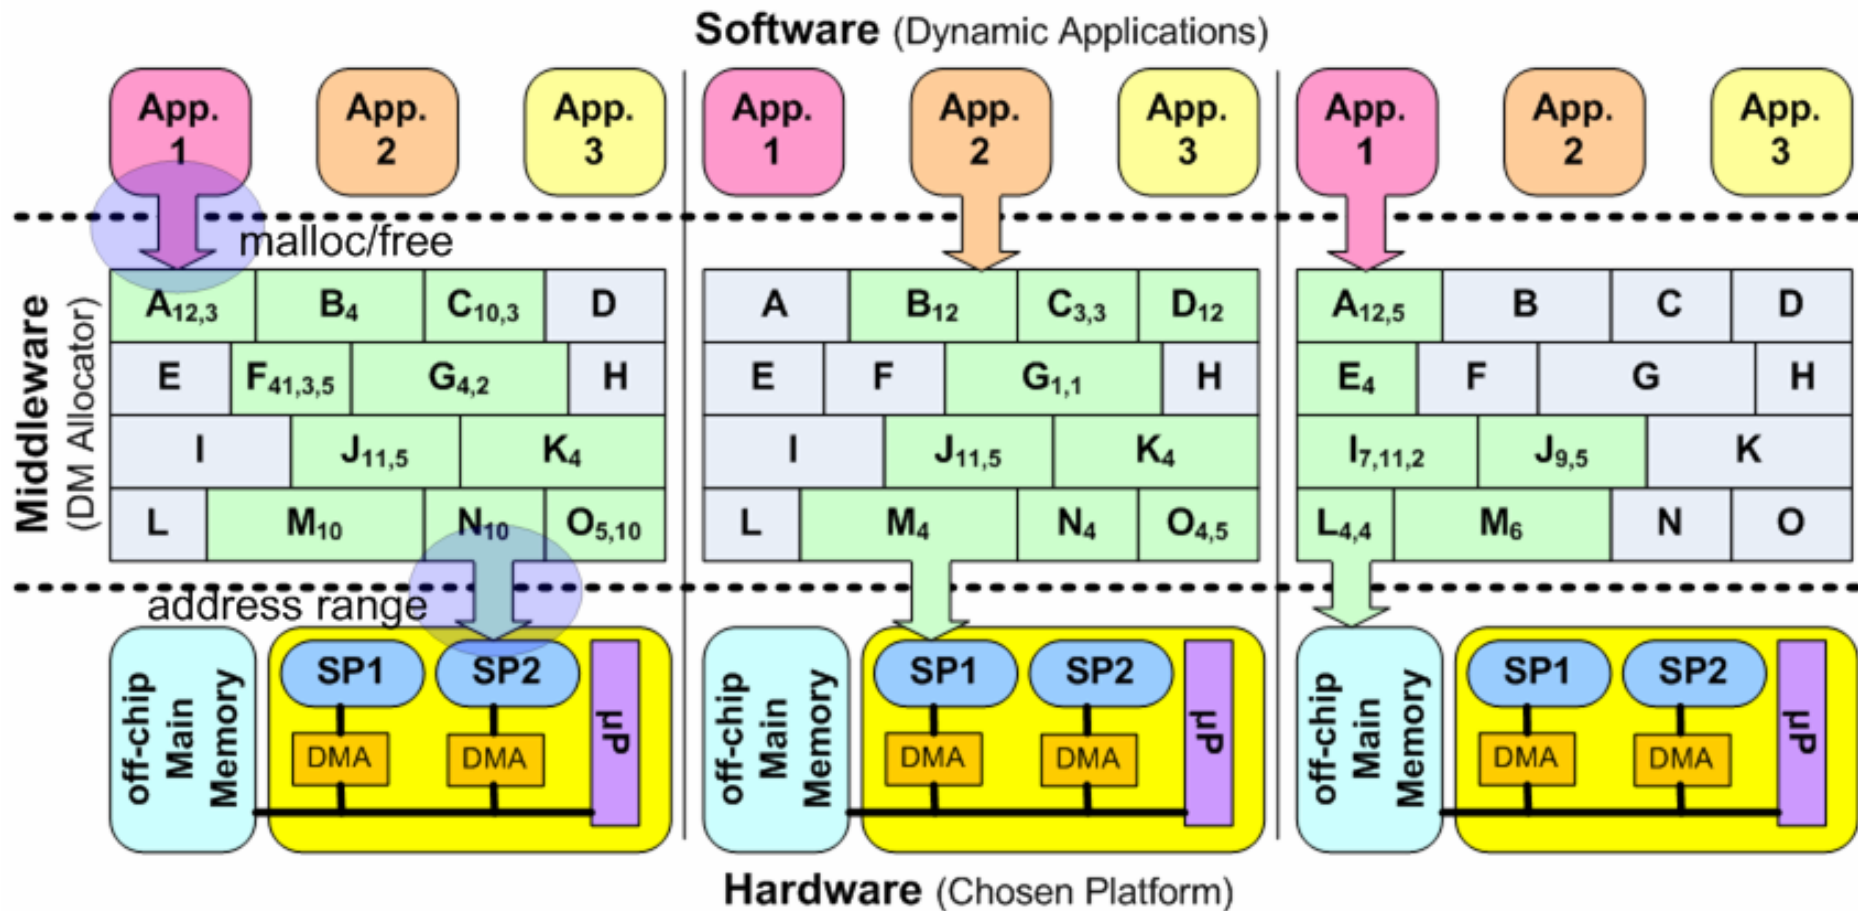 Software (Dynamic Applications)
App. 1 App. 2 App. 3 App. 1 App. 2 App. 3 App. 1 App. 2 App. 3
malloc/free
Middleware
(DM Allocator)
A12,3 B4 C10,3 D
E F41,3,5 G4,2 H
I J11,5 K4
L M10 N10 O5,10
A B12 C3,3 D12
E F G1,1 H
I J11,5 K4
L M4 N4 O4,5
A12,5 B C D
E4 F G H
I7,11,2 J9,5 K
L4,4 M6 N O
address range
off-chip
Main
Memory
SP1 SP2
DMA DMA
µP
off-chip
Main
Memory
SP1 SP2
DMA DMA
µP
off-chip
Main
Memory
SP1 SP2
DMA DMA
µP
Hardware (Chosen Platform)